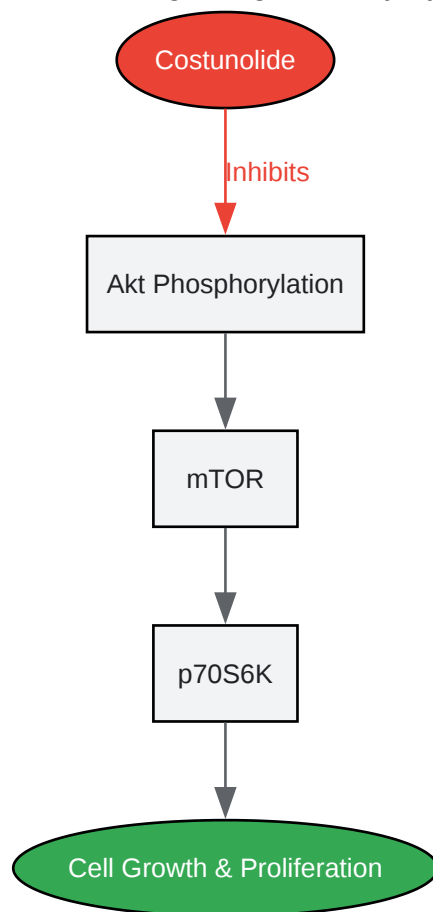 Costunolide
Inhibits
Akt Phosphorylation
mTOR
p70S6K
Cell Growth & Proliferation